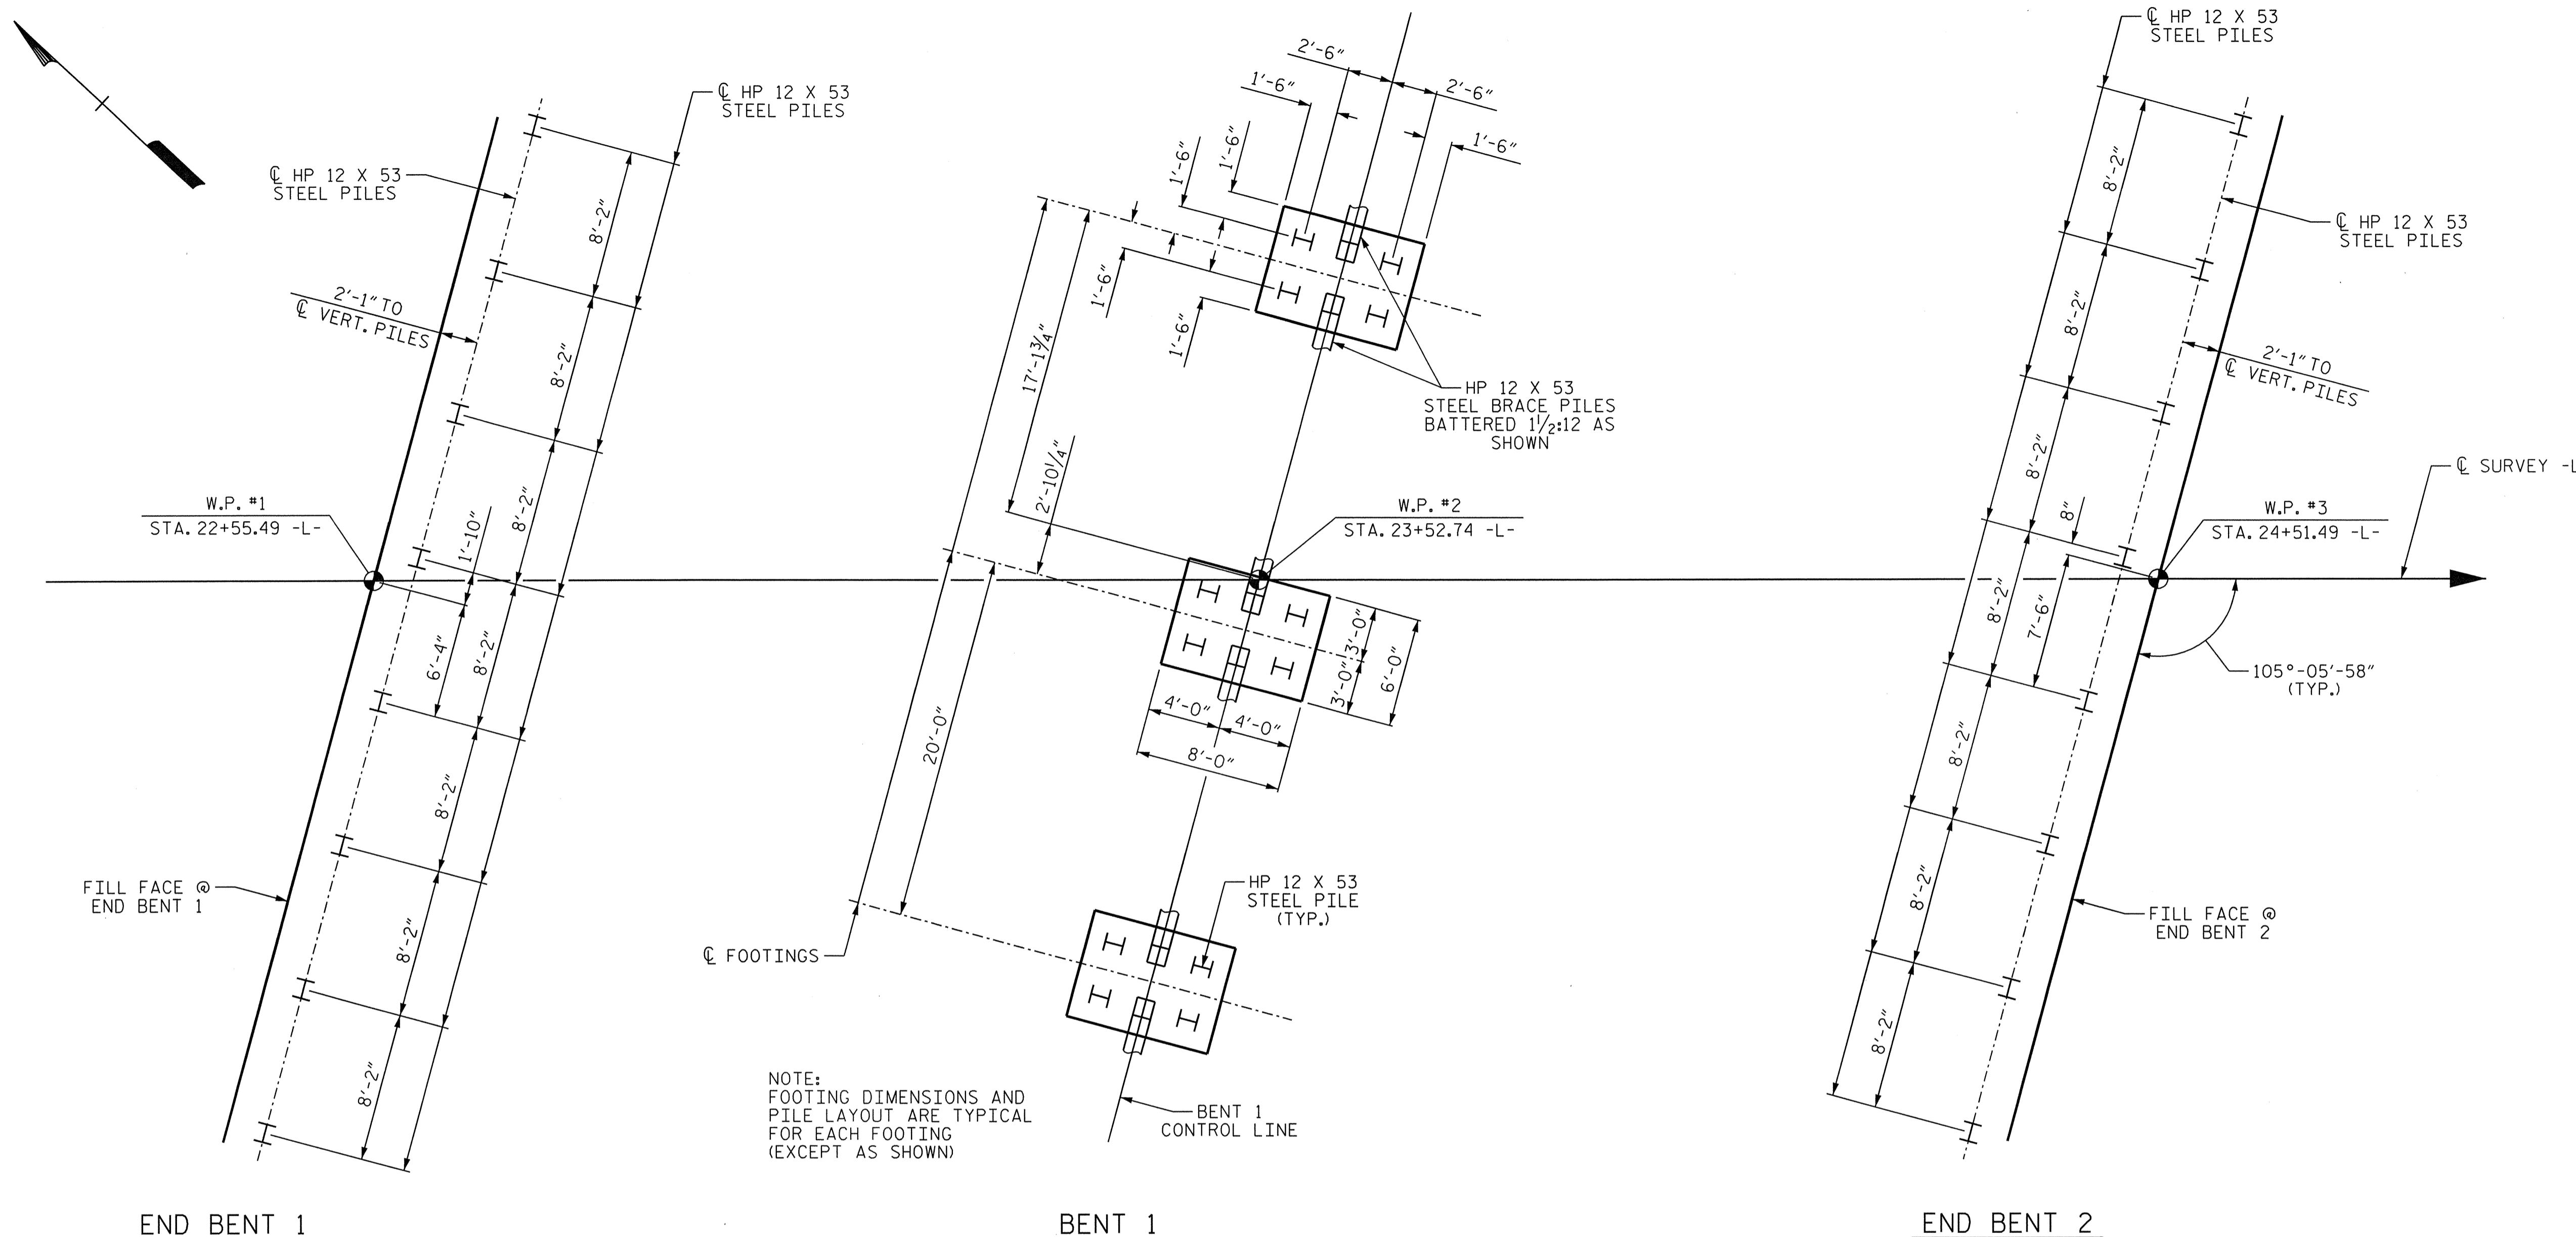 ℄ HP 12 X 53
STEEL PILES
℄ HP 12 X 53
STEEL PILES
2'-1" TO
℄ VERT. PILES
W.P. #1
STA. 22+55.49 -L-
8'-2"
8'-2"
8'-2"
1'-10"
6'-4"
8'-2"
8'-2"
8'-2"
8'-2"
FILL FACE @
END BENT 1
END BENT 1
2'-6"
2'-6"
1'-6"
1'-6"
1'-6"
1'-6"
1'-6"
1'-6"
17'-1¾"
2'-10¼"
20'-0"
HP 12 X 53
STEEL BRACE PILES
BATTERED 1½:12 AS
SHOWN
W.P. #2
STA. 23+52.74 -L-
3'-0"
3'-0"
6'-0"
4'-0"
4'-0"
8'-0"
HP 12 X 53
STEEL PILE
(TYP.)
℄ FOOTINGS
NOTE:
FOOTING DIMENSIONS AND
PILE LAYOUT ARE TYPICAL
FOR EACH FOOTING
(EXCEPT AS SHOWN)
BENT 1
CONTROL LINE
BENT 1
℄ HP 12 X 53
STEEL PILES
℄ HP 12 X 53
STEEL PILES
2'-1" TO
℄ VERT. PILES
℄ SURVEY -L
W.P. #3
STA. 24+51.49 -L-
8'-2"
8'-2"
8'-2"
8"
8'-2"
7'-6"
8'-2"
8'-2"
8'-2"
105°-05'-58"
(TYP.)
FILL FACE @
END BENT 2
END BENT 2